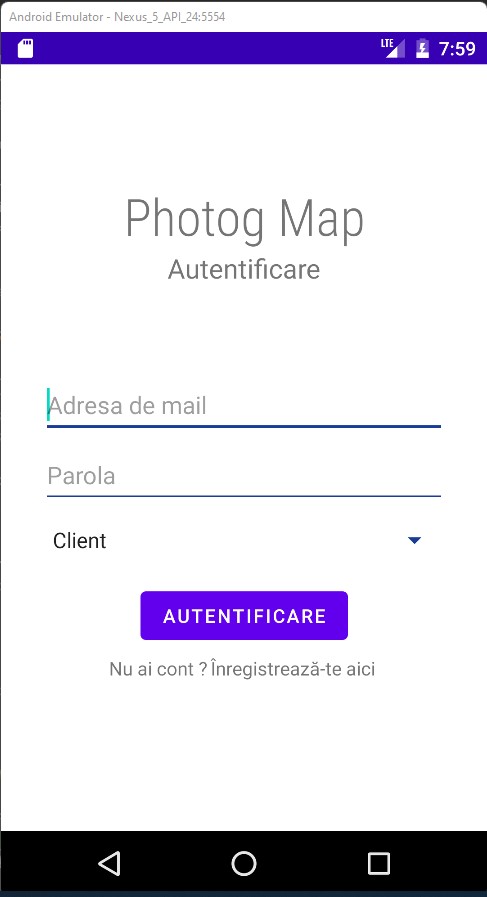 Android Emulator - Nexus_5_API_24:5554
LTE 7:59
Photog Map
Autentificare
Adresa de mail
Parola
Client
AUTENTIFICARE
Nu ai cont ? Înregistrează-te aici